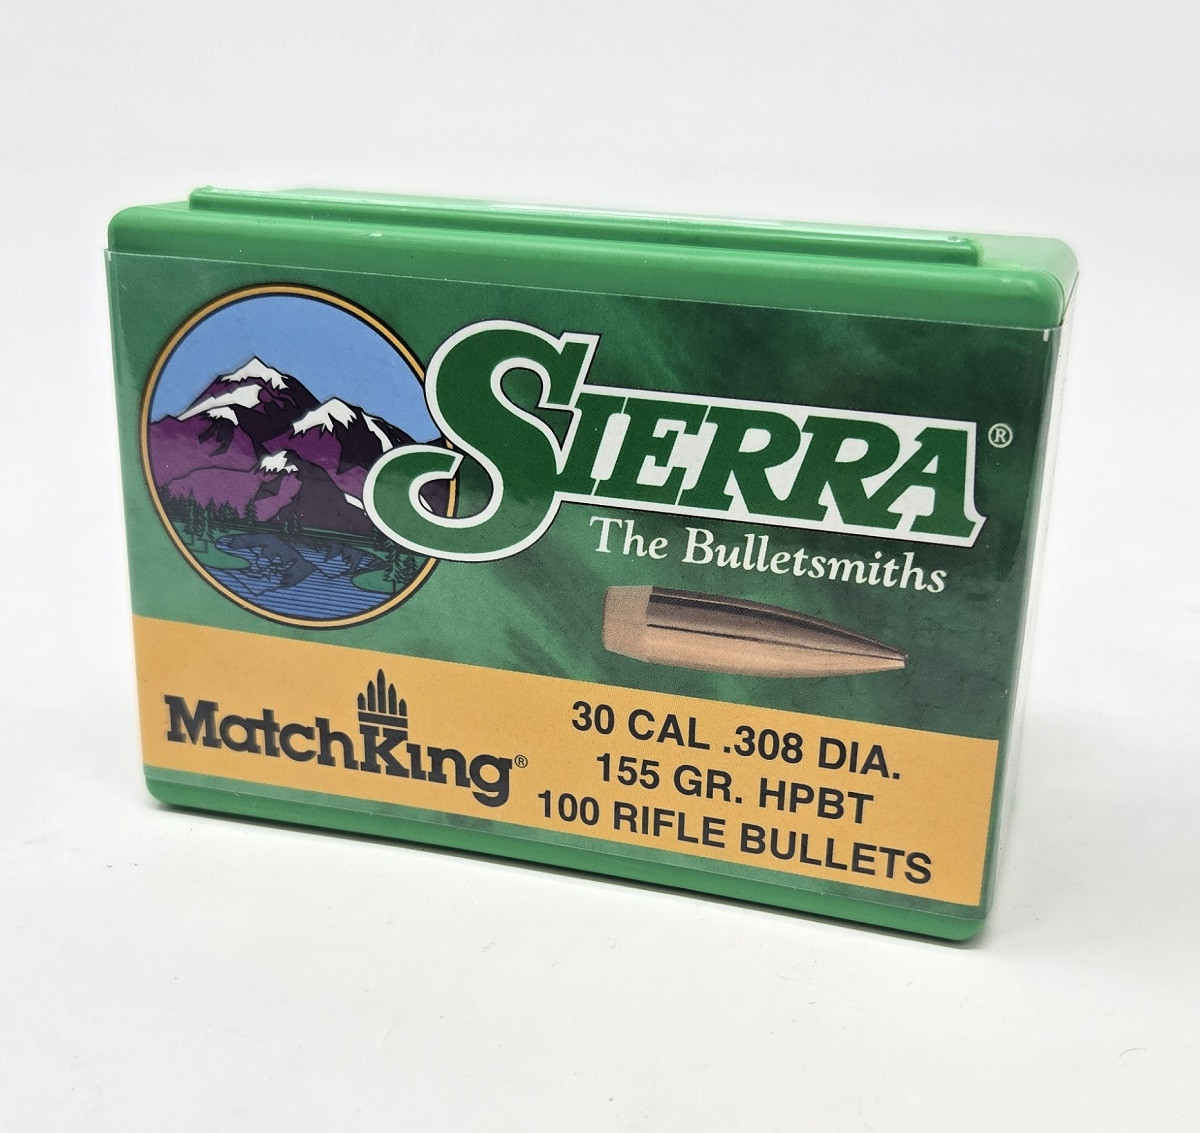 SIERRA®
The Bulletsmiths
MatchKing®
30 CAL .308 DIA.
155 GR. HPBT
100 RIFLE BULLETS